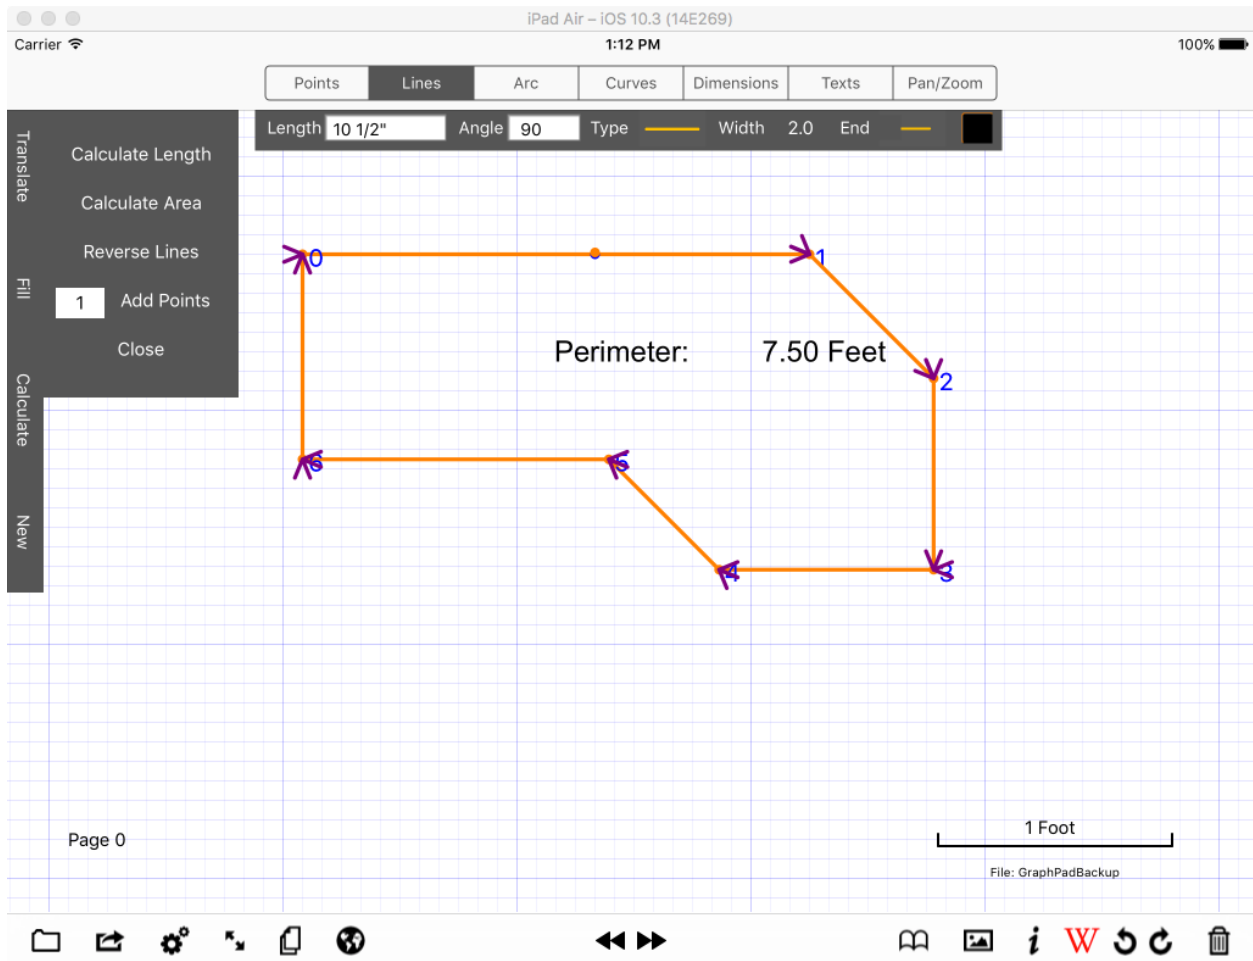 iPad Air – iOS 10.3 (14E269)
Carrier 1:12 PM 100%
Points Lines Arc Curves Dimensions Texts Pan/Zoom
Length 10 1/2" Angle 90 Type Width 2.0 End
Translate
Fill
Calculate
New
Calculate Length
Calculate Area
Reverse Lines
1 Add Points
Close
0
1
Perimeter: 7.50 Feet
2
6
5
4
3
Page 0
1 Foot
File: GraphPadBackup
i W